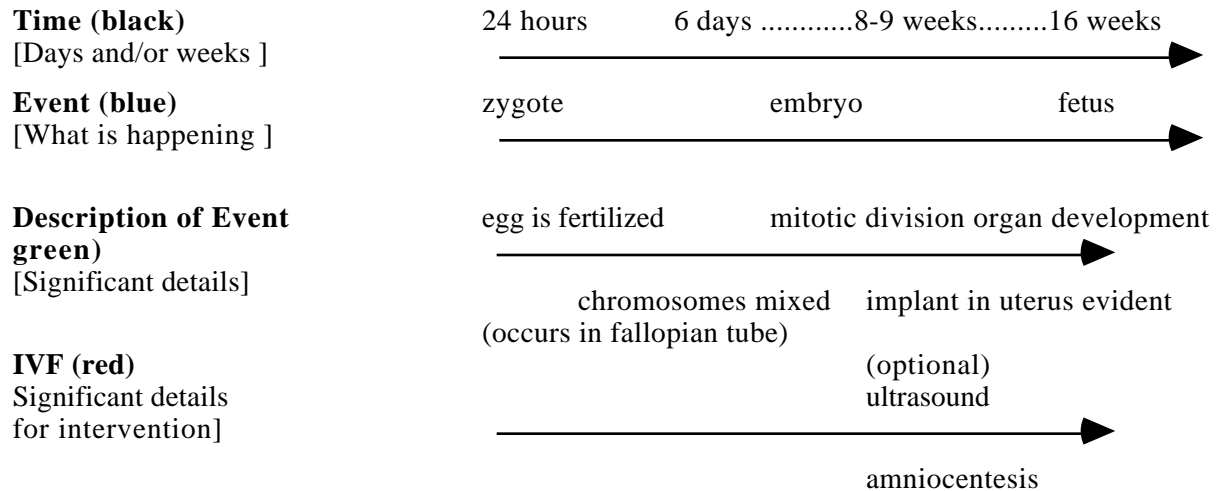 Time (black) 24 hours 6 days ............8-9 weeks.........16 weeks
[Days and/or weeks ]
Event (blue) zygote embryo fetus
[What is happening ]
Description of Event egg is fertilized mitotic division organ development
green)
[Significant details]
chromosomes mixed implant in uterus evident
(occurs in fallopian tube)
IVF (red) (optional)
Significant details ultrasound
for intervention]
amniocentesis